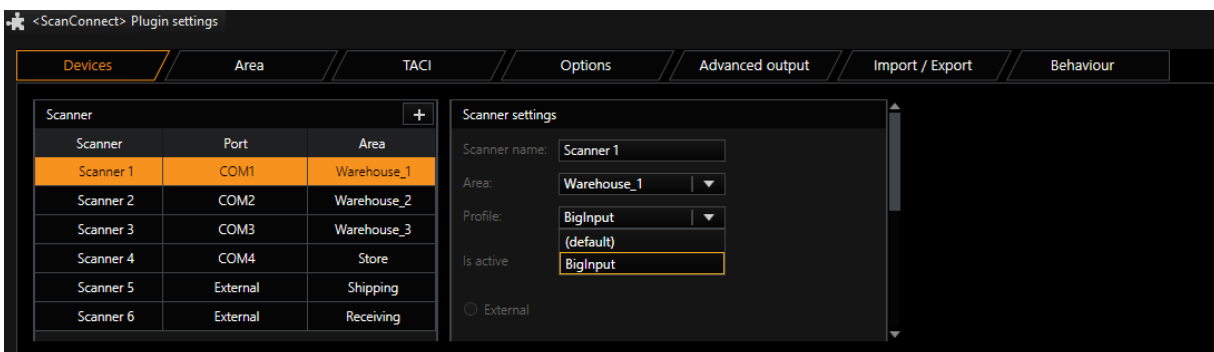 <ScanConnect> Plugin settings
Devices Area TACI Options Advanced output Import / Export Behaviour
Scanner +
Scanner Port Area
Scanner 1 COM1 Warehouse_1
Scanner 2 COM2 Warehouse_2
Scanner 3 COM3 Warehouse_3
Scanner 4 COM4 Store
Scanner 5 External Shipping
Scanner 6 External Receiving
Scanner settings
Scanner name: Scanner 1
Area: Warehouse_1
Profile: BigInput
(default)
BigInput
Is active
External